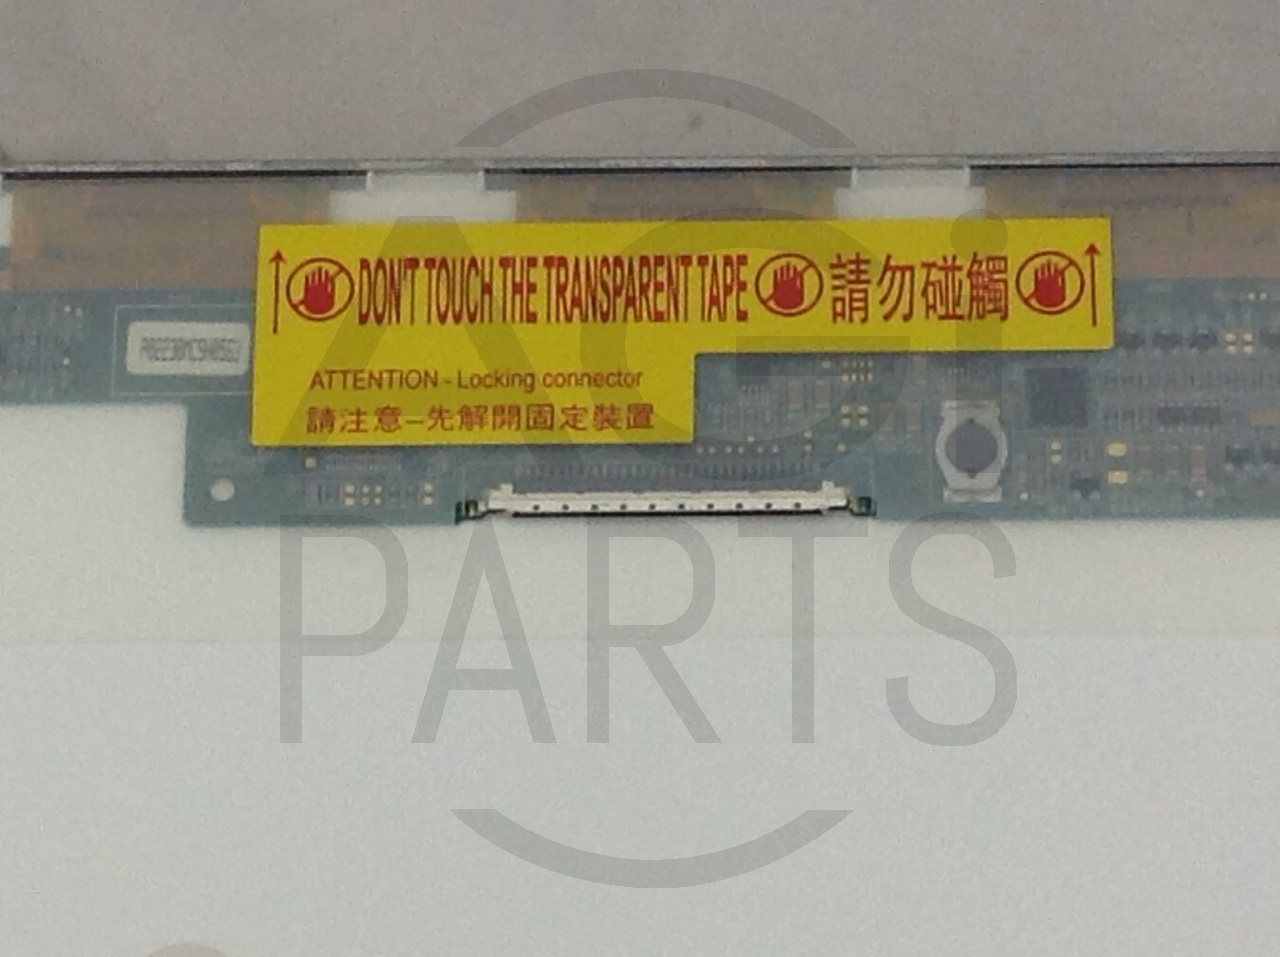 DON'T TOUCH THE TRANSPARENT TAPE 請勿碰觸
ATTENTION - Locking connector
請注意–先解開固定裝置
AGi
PARTS